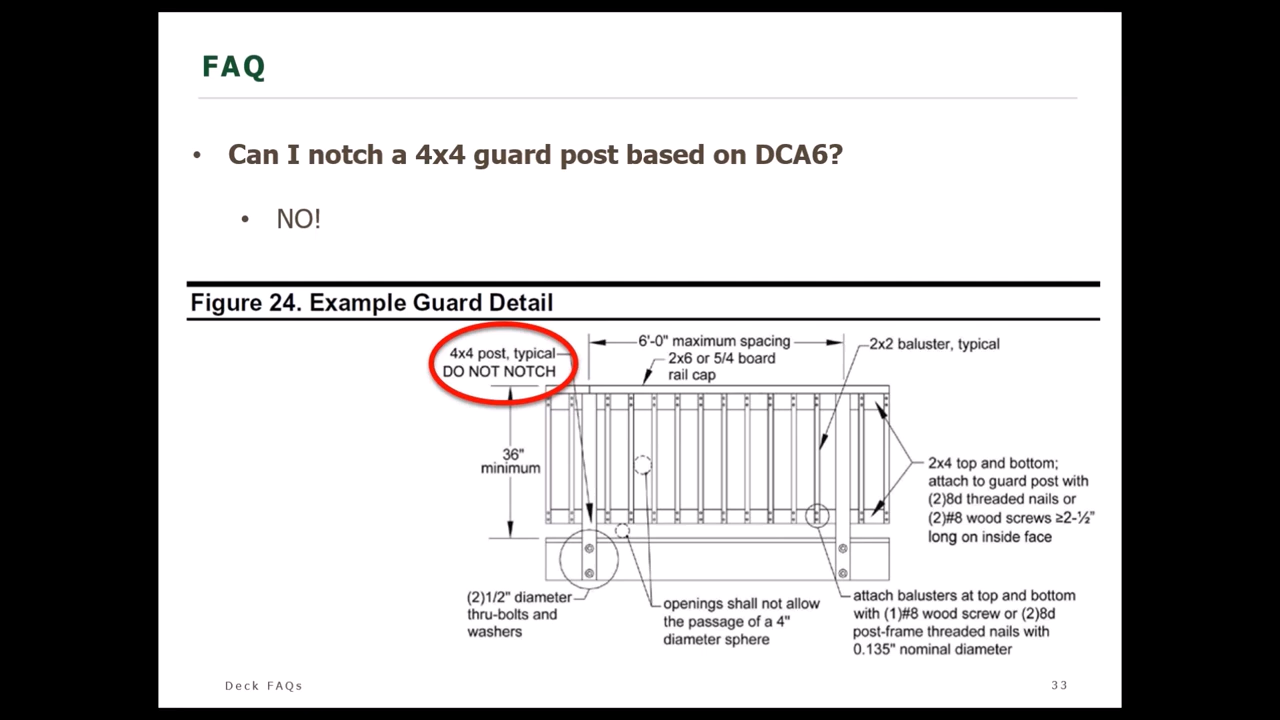 FAQ
• Can I notch a 4x4 guard post based on DCA6?
• NO!
Figure 24. Example Guard Detail
4x4 post, typical
DO NOT NOTCH
6'-0" maximum spacing
2x6 or 5/4 board
rail cap
2x2 baluster, typical
36"
minimum
2x4 top and bottom;
attach to guard post with
(2)8d threaded nails or
(2)#8 wood screws ≥2-½"
long on inside face
(2)1/2" diameter
thru-bolts and
washers
openings shall not allow
the passage of a 4"
diameter sphere
attach balusters at top and bottom
with (1)#8 wood screw or (2)8d
post-frame threaded nails with
0.135" nominal diameter
Deck FAQs
33